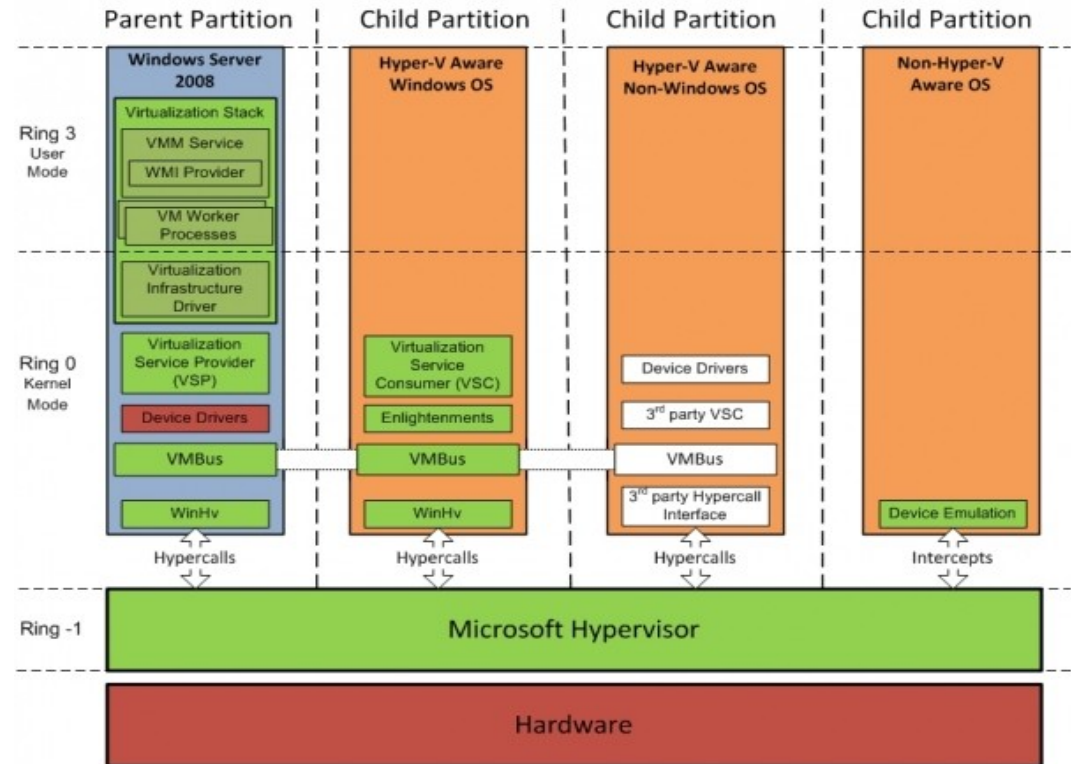 Parent Partition
Child Partition
Child Partition
Child Partition
Ring 3
User
Mode
Windows Server
2008
Virtualization Stack
VMM Service
WMI Provider
VM Worker
Processes
Hyper-V Aware
Windows OS
Hyper-V Aware
Non-Windows OS
Non-Hyper-V
Aware OS
Ring 0
Kernel
Mode
Virtualization
Infrastructure
Driver
Virtualization
Service Provider
(VSP)
Device Drivers
VMBus
WinHv
Virtualization
Service
Consumer (VSC)
Enlightenments
VMBus
WinHv
Device Drivers
3rd party VSC
VMBus
3rd party Hypercall
Interface
Device Emulation
Hypercalls
Hypercalls
Hypercalls
Intercepts
Ring -1
Microsoft Hypervisor
Hardware